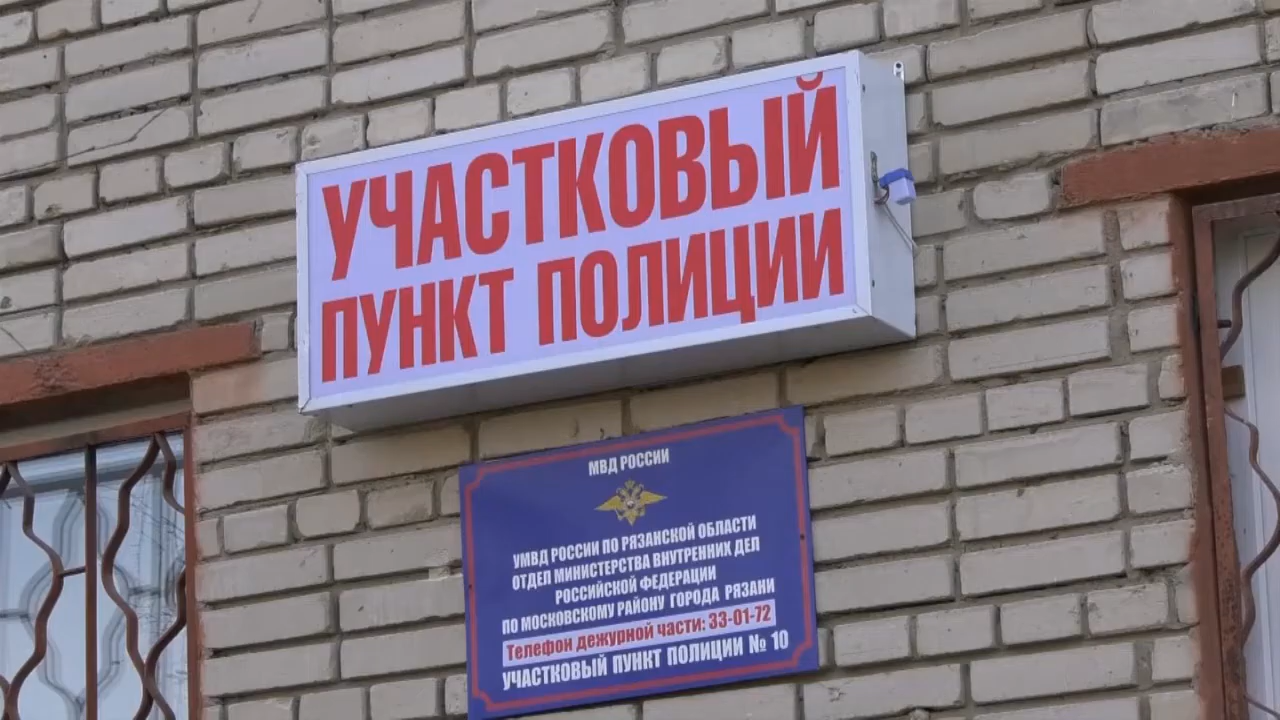 УЧАСТКОВЫЙ
ПУНКТ ПОЛИЦИИ
МВД РОССИИ
УМВД РОССИИ ПО РЯЗАНСКОЙ ОБЛАСТИ
ОТДЕЛ МИНИСТЕРСТВА ВНУТРЕННИХ ДЕЛ
РОССИЙСКОЙ ФЕДЕРАЦИИ
ПО МОСКОВСКОМУ РАЙОНУ ГОРОДА РЯЗАНИ
Телефон дежурной части: 33-01-72
УЧАСТКОВЫЙ ПУНКТ ПОЛИЦИИ № 10